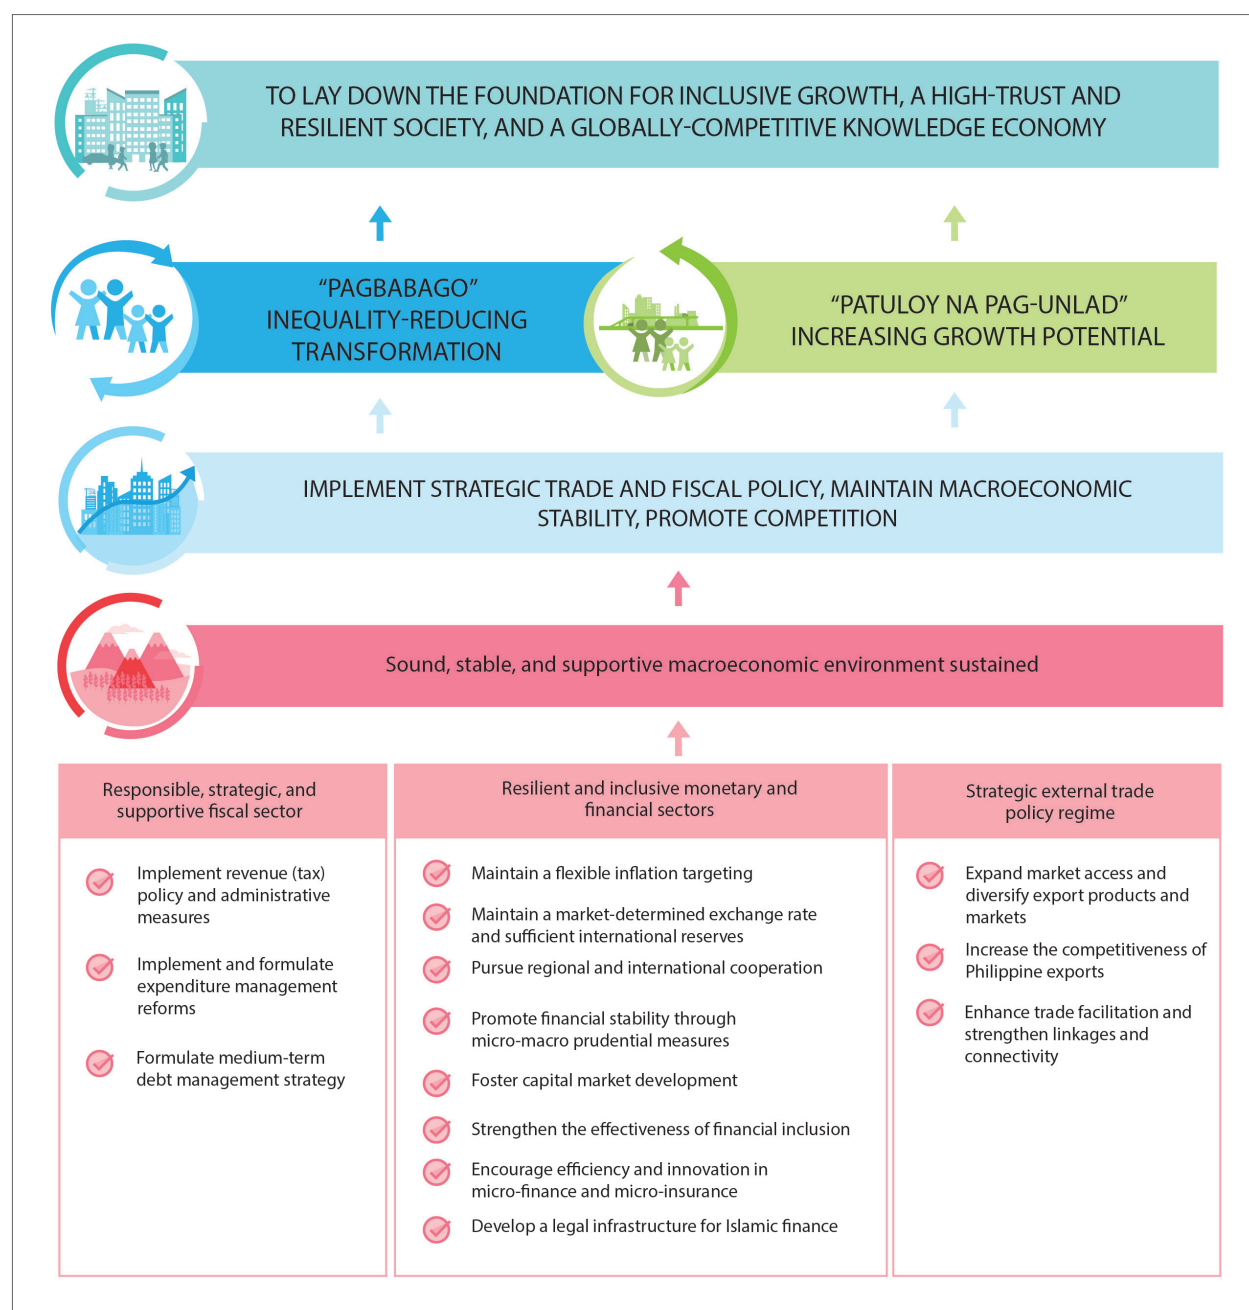 TO LAY DOWN THE FOUNDATION FOR INCLUSIVE GROWTH, A HIGH-TRUST AND
RESILIENT SOCIETY, AND A GLOBALLY-COMPETITIVE KNOWLEDGE ECONOMY
“PAGBABAGO”
INEQUALITY-REDUCING
TRANSFORMATION
“PATULOY NA PAG-UNLAD”
INCREASING GROWTH POTENTIAL
IMPLEMENT STRATEGIC TRADE AND FISCAL POLICY, MAINTAIN MACROECONOMIC
STABILITY, PROMOTE COMPETITION
Sound, stable, and supportive macroeconomic environment sustained
Responsible, strategic, and
supportive fiscal sector
Implement revenue (tax)
policy and administrative
measures
Implement and formulate
expenditure management
reforms
Formulate medium-term
debt management strategy
Resilient and inclusive monetary and
financial sectors
Maintain a flexible inflation targeting
Maintain a market-determined exchange rate
and sufficient international reserves
Pursue regional and international cooperation
Promote financial stability through
micro-macro prudential measures
Foster capital market development
Strengthen the effectiveness of financial inclusion
Encourage efficiency and innovation in
micro-finance and micro-insurance
Develop a legal infrastructure for Islamic finance
Strategic external trade
policy regime
Expand market access and
diversify export products and
markets
Increase the competitiveness of
Philippine exports
Enhance trade facilitation and
strengthen linkages and
connectivity